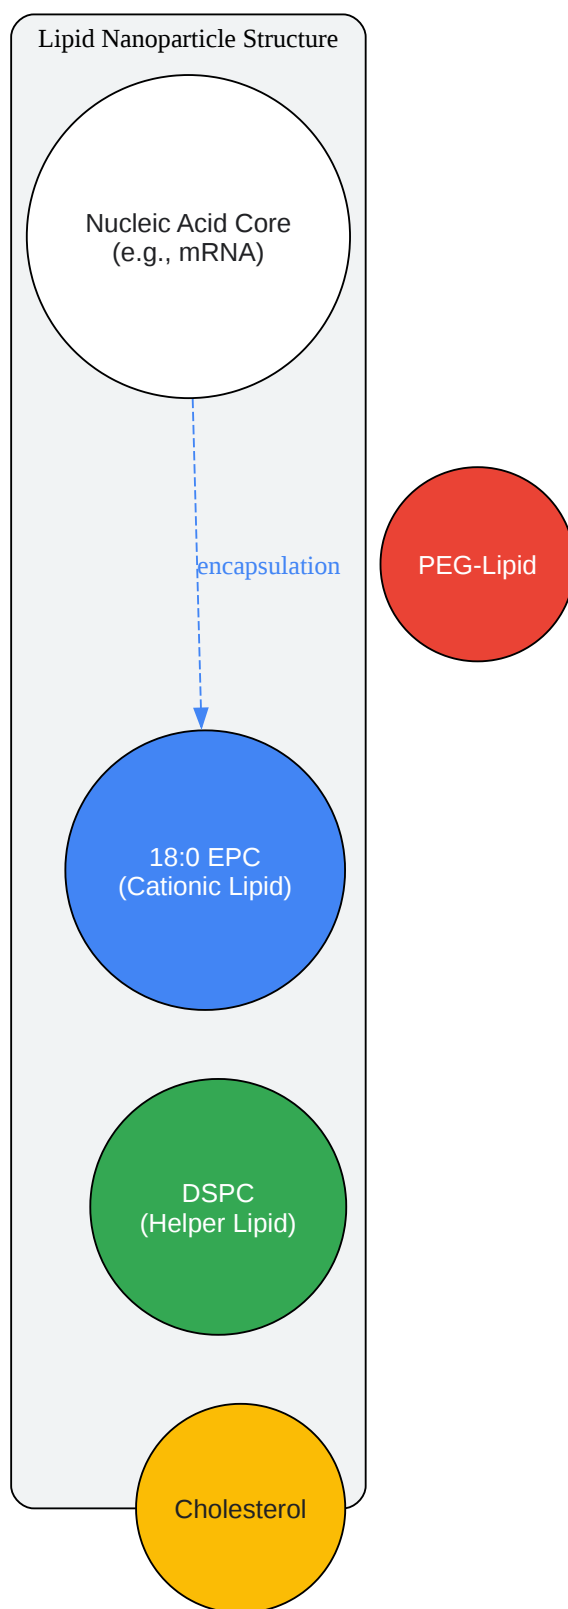 Lipid Nanoparticle Structure
Nucleic Acid Core
(e.g., mRNA)
encapsulation
PEG-Lipid
18:0 EPC
(Cationic Lipid)
DSPC
(Helper Lipid)
Cholesterol